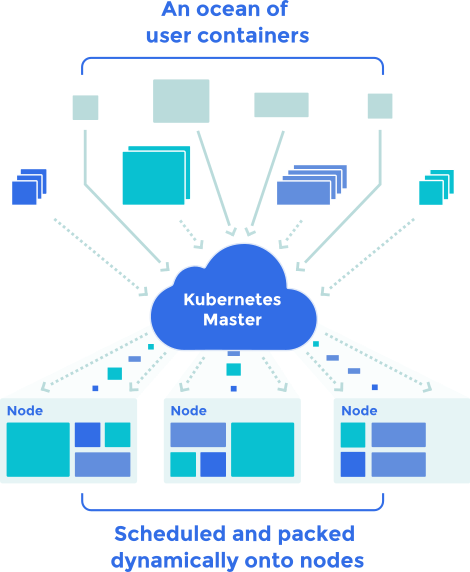 An ocean of
user containers
Kubernetes
Master
Node
Node
Node
Scheduled and packed
dynamically onto nodes